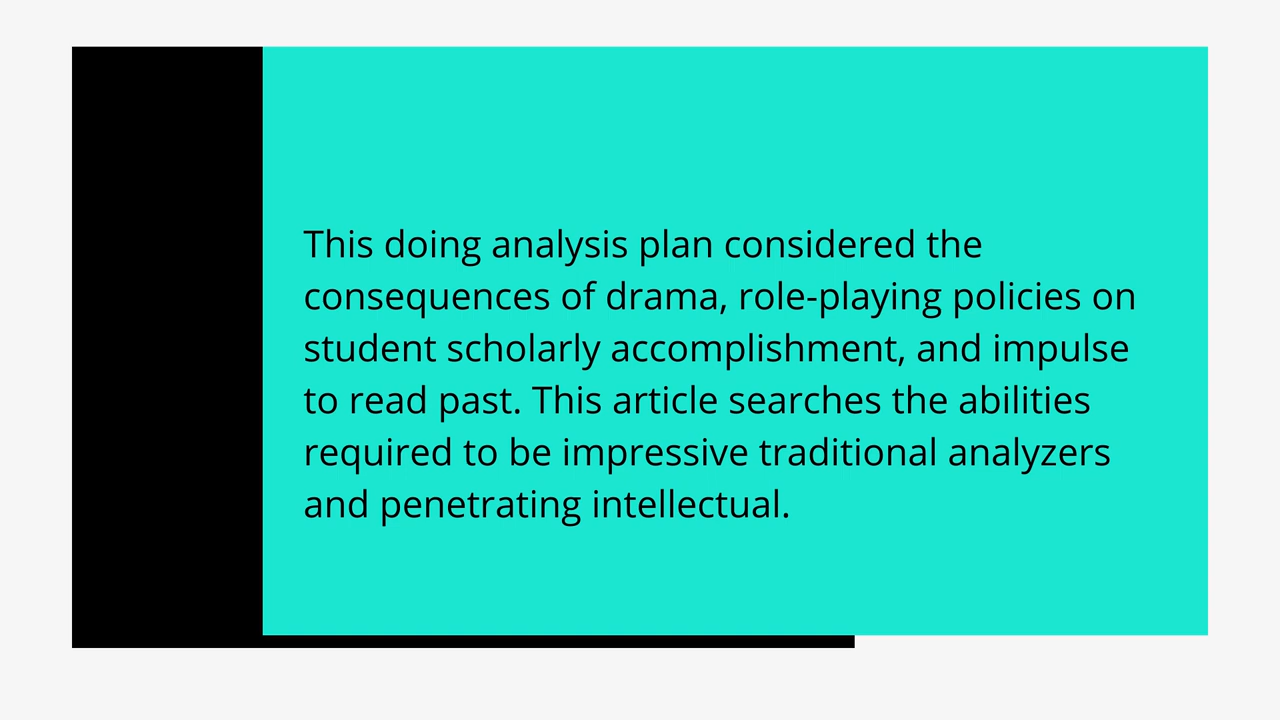 This doing analysis plan considered the
consequences of drama, role-playing policies on
student scholarly accomplishment, and impulse
to read past. This article searches the abilities
required to be impressive traditional analyzers
and penetrating intellectual.